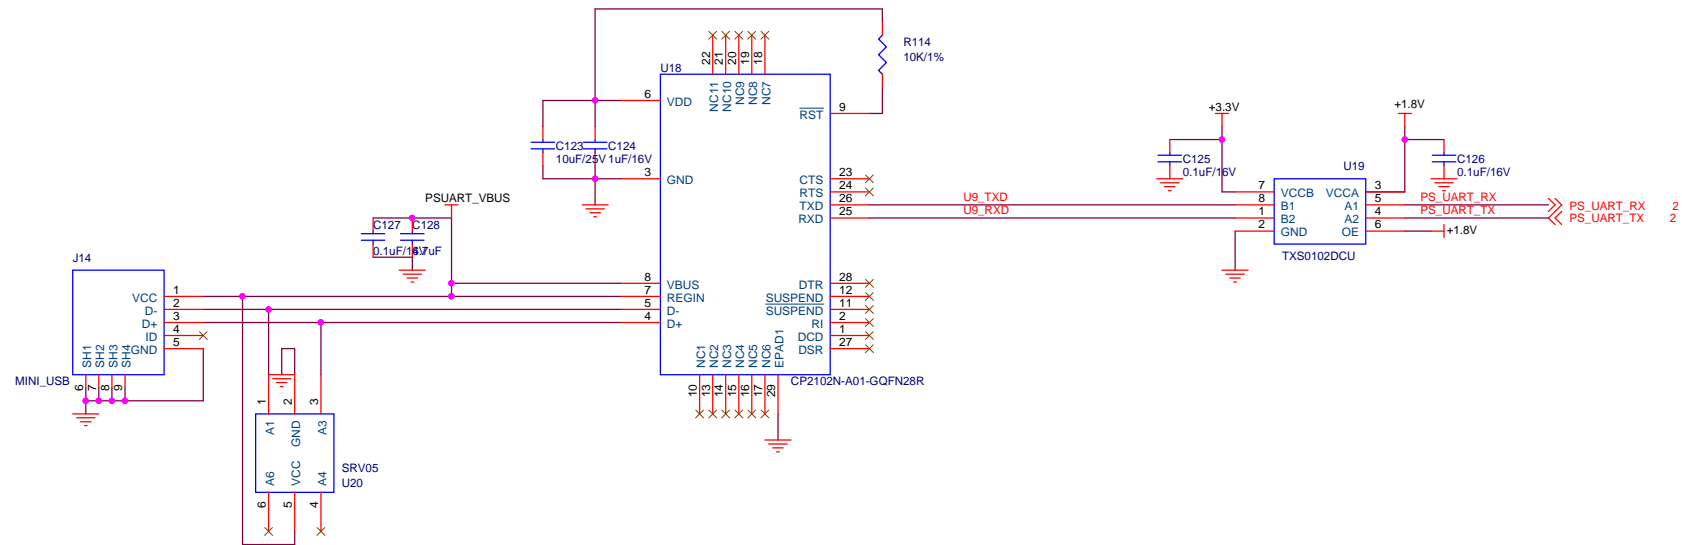 R114
10K/1%
U18
22
21
20
19
18
NC11
NC10
NC9
NC8
NC7
6
VDD
RST
9
C123
10uF/25V
C124
1uF/16V
3
GND
CTS
23
RTS
24
TXD
26
RXD
25
U9_TXD
U9_RXD
PSUART_VBUS
C127
0.1uF/16V
C128
4.7uF
8
VBUS
7
REGIN
5
D-
4
D+
DTR
28
SUSPEND
12
SUSPEND
11
RI
2
DCD
1
DSR
27
NC1
NC2
NC3
NC4
NC5
NC6
EPAD1
10
13
14
15
16
17
29
CP2102N-A01-GQFN28R
J14
VCC
1
D-
2
D+
3
ID
4
GND
5
SH1
SH2
SH3
SH4
6
7
8
9
MINI_USB
1
2
3
A1
GND
A3
A6
VCC
A4
6
5
4
SRV05
U20
+3.3V
+1.8V
C125
0.1uF/16V
C126
0.1uF/16V
U19
7
VCCB
VCCA
3
8
B1
A1
5
1
B2
A2
4
2
GND
OE
6
TXS0102DCU
PS_UART_RX
PS_UART_TX
+1.8V
PS_UART_RX 2
PS_UART_TX 2